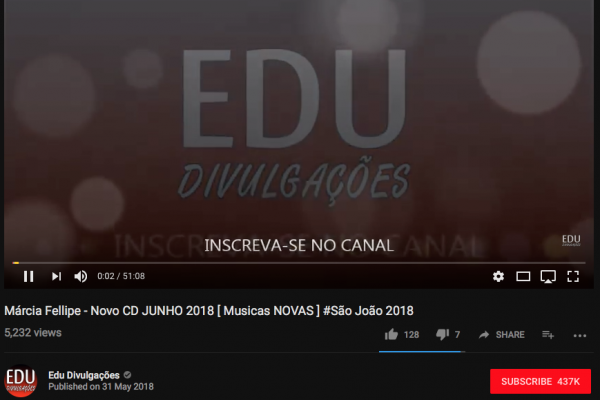 EDU
DIVULGAÇÕES
INSCREVA-SE NO CANAL
INSCREVA-SE NO CANAL
EDU
0:02 / 51:08
Márcia Fellipe - Novo CD JUNHO 2018 [ Musicas NOVAS ] #São João 2018
5,232 views
128
7
SHARE
EDU
DIVULGAÇÕES
Edu Divulgações
Published on 31 May 2018
SUBSCRIBE 437K